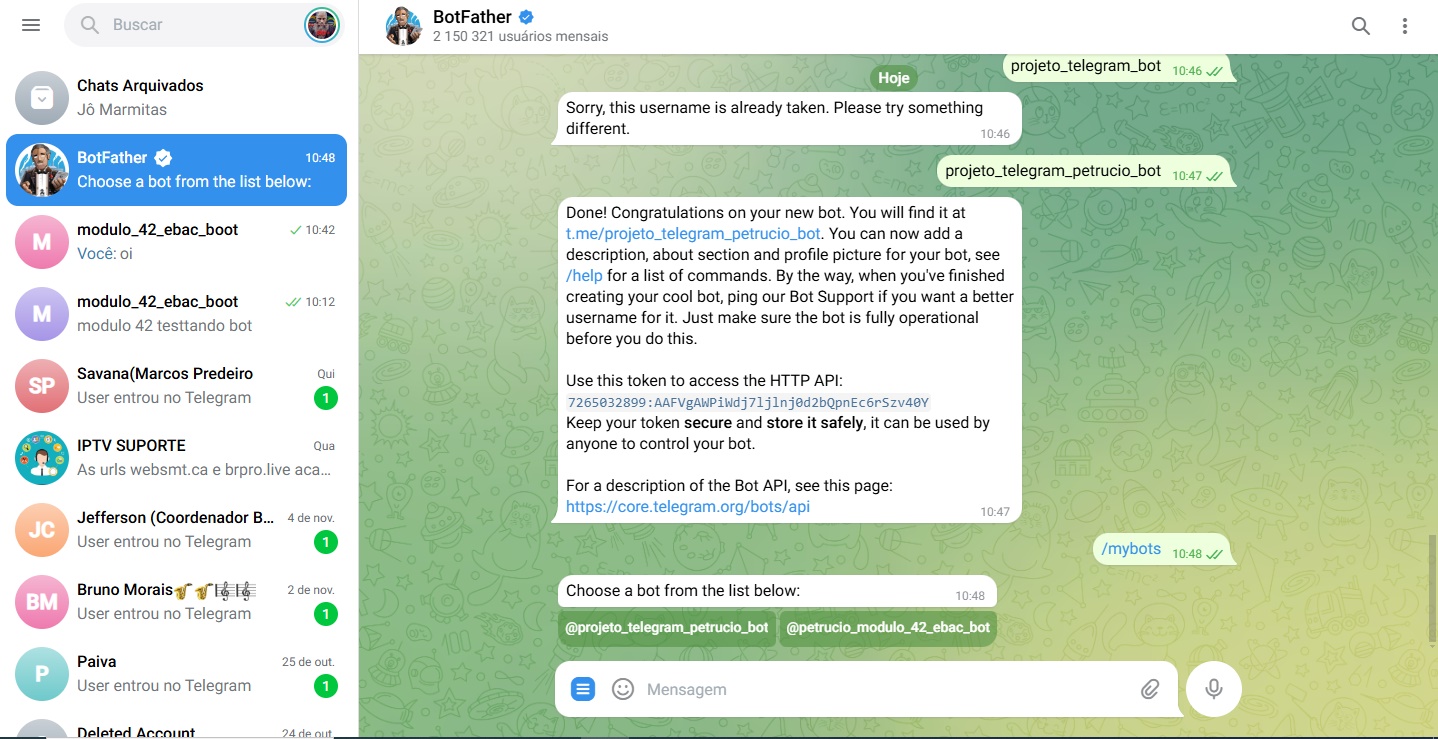 Buscar
Chats Arquivados
Jô Marmitas
BotFather
10:48
Choose a bot from the list below:
M
modulo_42_ebac_boot
10:42
Você: oi
M
modulo_42_ebac_boot
10:12
modulo 42 testtando bot
SP
Savana(Marcos Predeiro
Qui
User entrou no Telegram
1
IPTV SUPORTE
Qua
As urls websmt.ca e brpro.live aca...
JC
Jefferson (Coordenador B...
4 de nov.
User entrou no Telegram
1
BM
Bruno Morais🎷🎷🎼🎼
2 de nov.
User entrou no Telegram
1
P
Paiva
25 de out.
User entrou no Telegram
1
Deleted Account
24 de out.
BotFather
2 150 321 usuários mensais
projeto_telegram_bot
10:46
Hoje
Sorry, this username is already taken. Please try something
different.
10:46
projeto_telegram_petrucio_bot
10:47
Done! Congratulations on your new bot. You will find it at
t.me/projeto_telegram_petrucio_bot. You can now add a
description, about section and profile picture for your bot, see
/help for a list of commands. By the way, when you've finished
creating your cool bot, ping our Bot Support if you want a better
username for it. Just make sure the bot is fully operational
before you do this.
Use this token to access the HTTP API:
7265032899:AAFVgAWPiWdj7ljlnj0d2bQpnEc6rSzv40Y
Keep your token secure and store it safely, it can be used by
anyone to control your bot.
For a description of the Bot API, see this page:
https://core.telegram.org/bots/api
10:47
/mybots
10:48
Choose a bot from the list below:
10:48
@projeto_telegram_petrucio_bot
@petrucio_modulo_42_ebac_bot
Mensagem